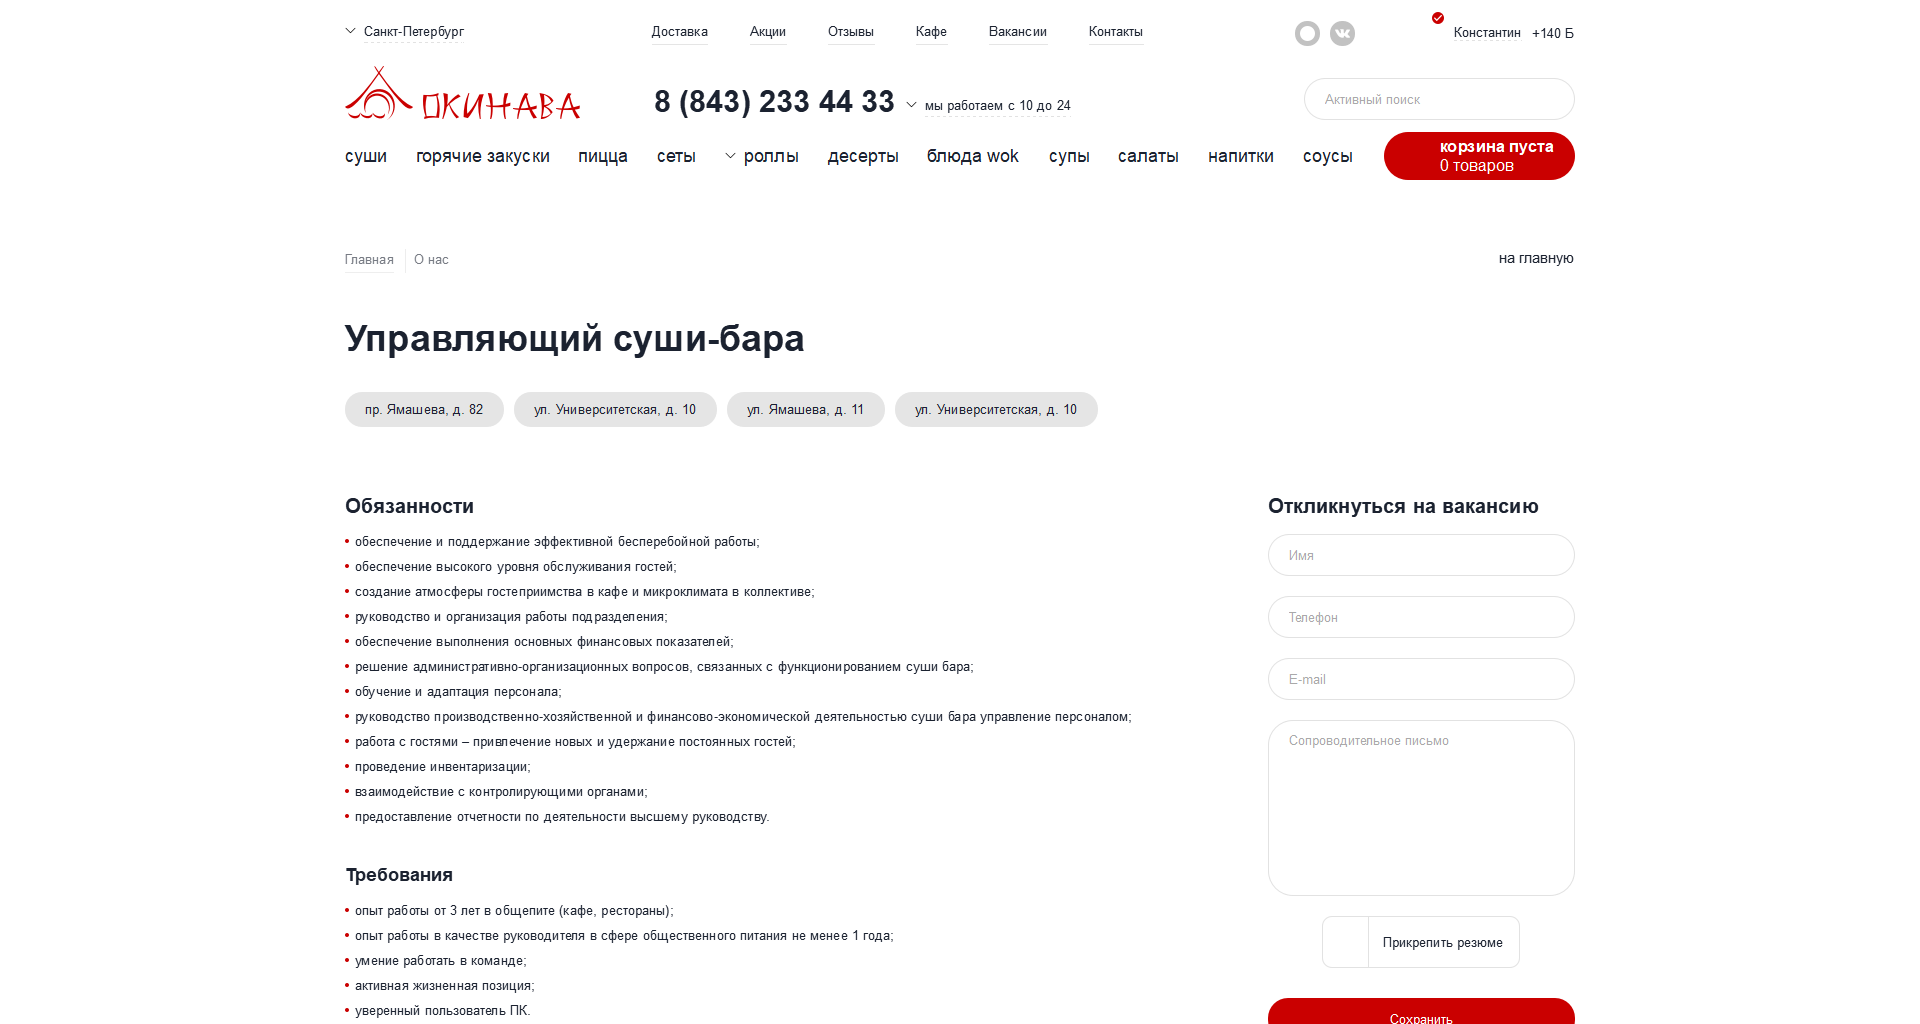 Санкт-Петербург
Доставка Акции Отзывы Кафе Вакансии Контакты
Константин +140 Б
ОКИНАВА
8 (843) 233 44 33 мы работаем с 10 до 24
Активный поиск
суши горячие закуски пицца сеты роллы десерты блюда wok супы салаты напитки соусы
корзина пуста
0 товаров
Главная О нас
на главную
Управляющий суши-бара
пр. Ямашева, д. 82 ул. Университетская, д. 10 ул. Ямашева, д. 11 ул. Университетская, д. 10
Обязанности
обеспечение и поддержание эффективной бесперебойной работы;
обеспечение высокого уровня обслуживания гостей;
создание атмосферы гостеприимства в кафе и микроклимата в коллективе;
руководство и организация работы подразделения;
обеспечение выполнения основных финансовых показателей;
решение административно-организационных вопросов, связанных с функционированием суши бара;
обучение и адаптация персонала;
руководство производственно-хозяйственной и финансово-экономической деятельностью суши бара управление персоналом;
работа с гостями – привлечение новых и удержание постоянных гостей;
проведение инвентаризации;
взаимодействие с контролирующими органами;
предоставление отчетности по деятельности высшему руководству.
Требования
опыт работы от 3 лет в общепите (кафе, рестораны);
опыт работы в качестве руководителя в сфере общественного питания не менее 1 года;
умение работать в команде;
активная жизненная позиция;
уверенный пользователь ПК.
Откликнуться на вакансию
Имя
Телефон
E-mail
Сопроводительное письмо
Прикрепить резюме
Сохранить